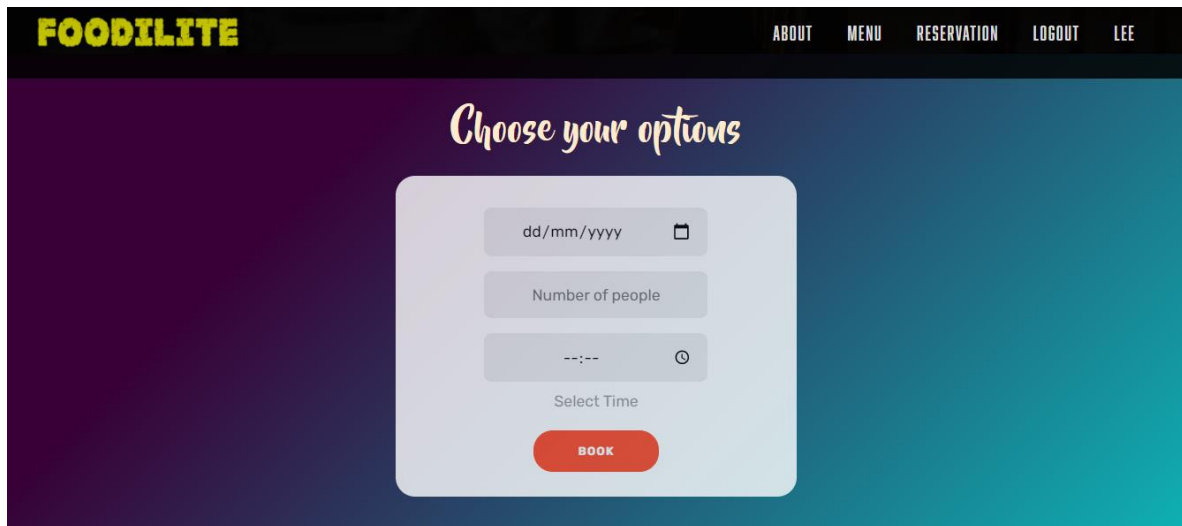 FOODILITE
ABOUT MENU RESERVATION LOGOUT LEE
Choose your options
dd/mm/yyyy
Number of people
--:--
Select Time
BOOK